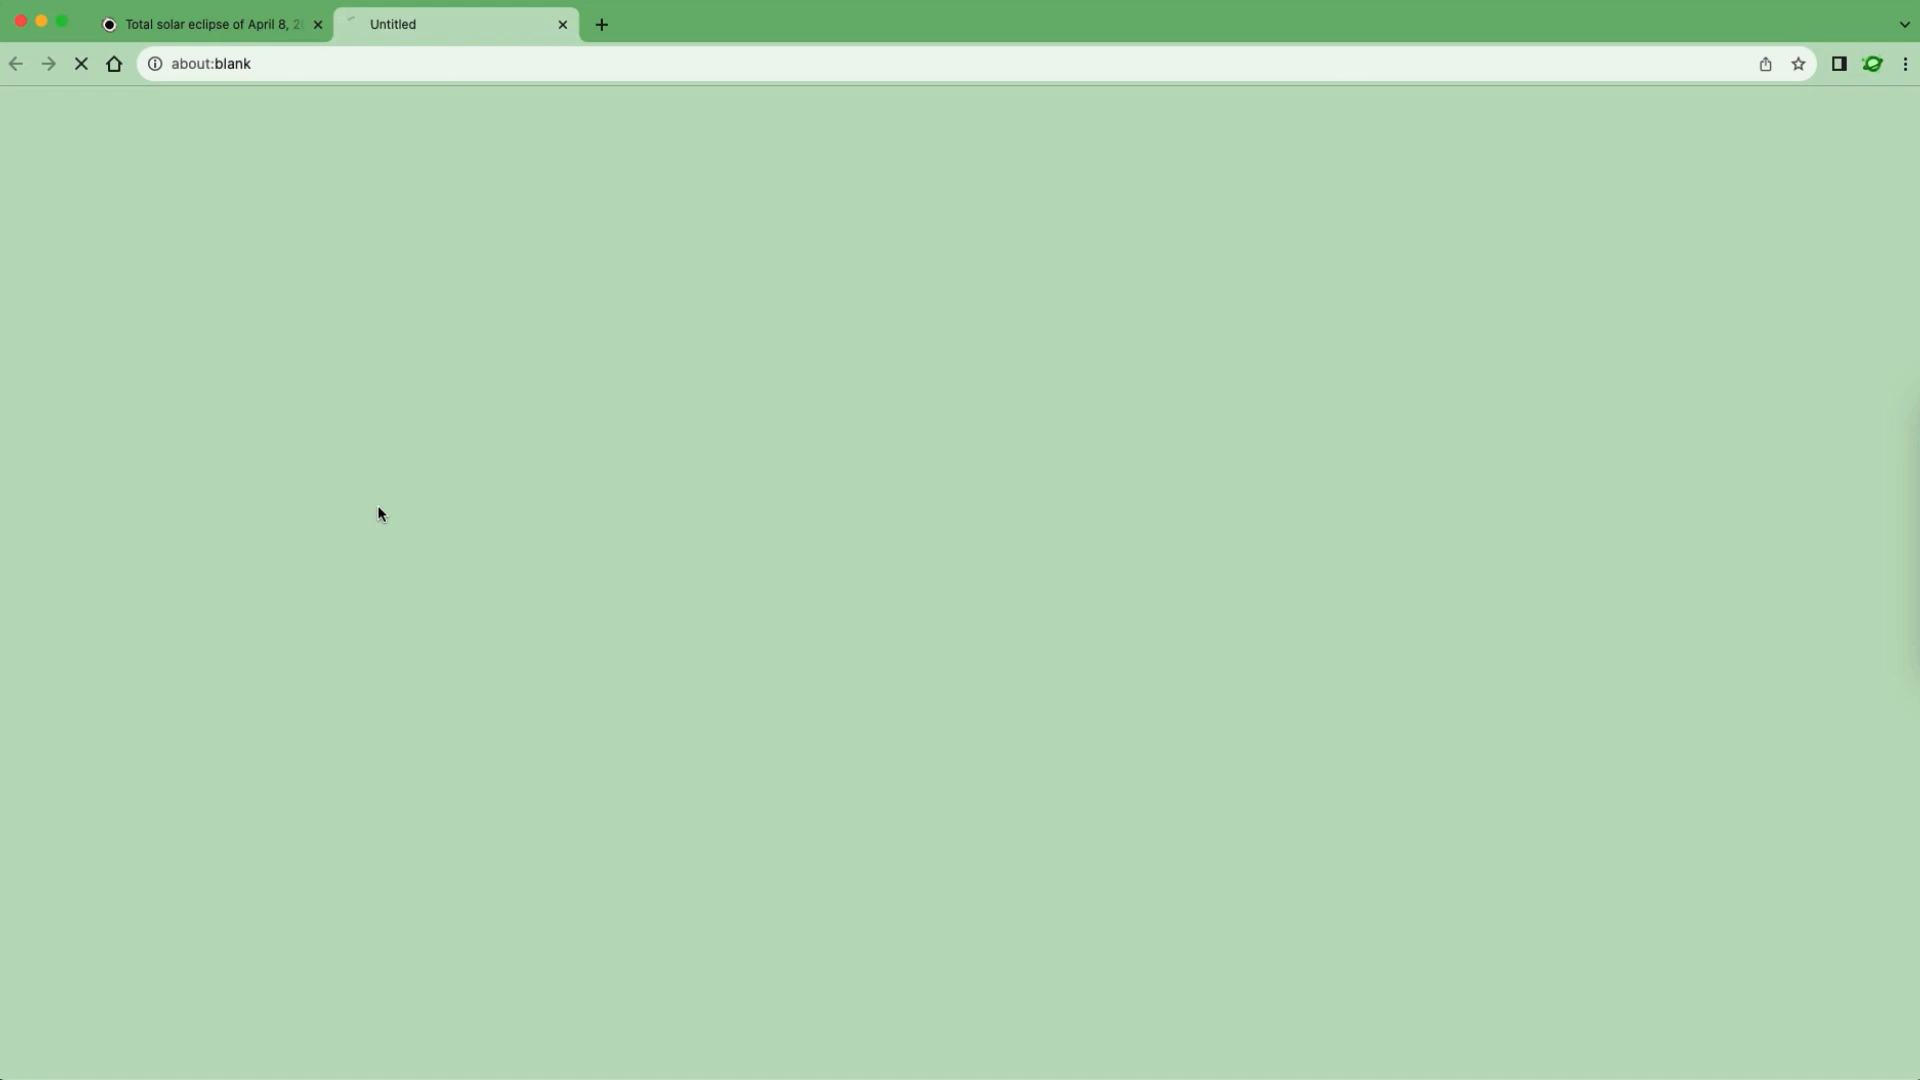 Total solar eclipse of April 8, 2
Untitled
about:blank